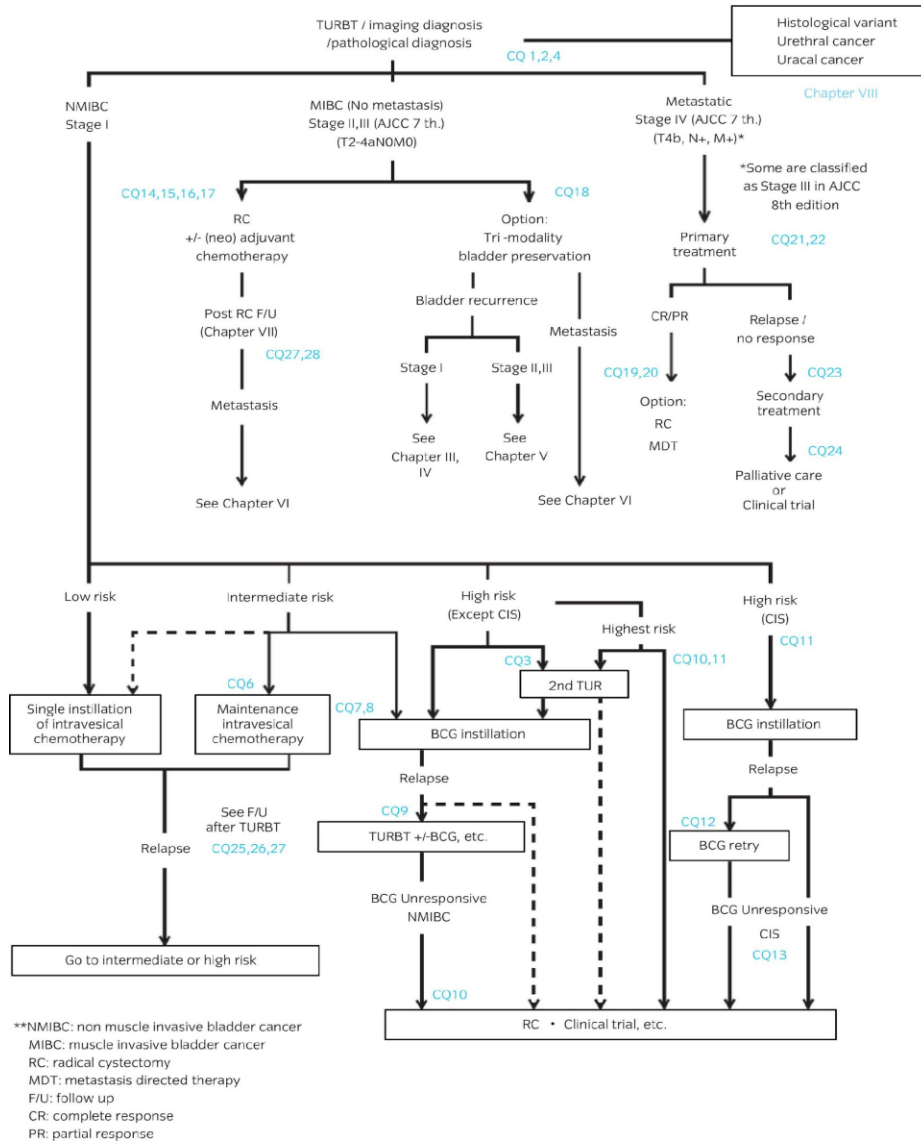 TURBT / imaging diagnosis
/pathological diagnosis
CQ 1,2,4
Histological variant
Urethral cancer
Uracal cancer
Chapter VIII
NMIBC
Stage I
MIBC (No metastasis)
Stage II,III (AJCC 7 th.)
(T2-4aN0M0)
Metastatic
Stage IV (AJCC 7 th.)
(T4b, N+, M+)*
*Some are classified
as Stage III in AJCC
8th edition
CQ14,15,16,17
CQ18
RC
+/- (neo) adjuvant
chemotherapy
Option:
Tri -modality
bladder preservation
Primary
treatment
CQ21,22
Post RC F/U
(Chapter VII)
CQ27,28
Metastasis
See Chapter VI
Bladder recurrence
Metastasis
Stage I
Stage II,III
See
Chapter III,
IV
See
Chapter V
See Chapter VI
CR/PR
Relapse /
no response
CQ19,20
CQ23
Option:
RC
MDT
Secondary
treatment
CQ24
Palliative care
or
Clinical trial
Low risk
Intermediate risk
High risk
(Except CIS)
Highest risk
High risk
(CIS)
CQ11
CQ3
CQ10,11
CQ6
2nd TUR
Single instillation
of intravesical
chemotherapy
Maintenance
intravesical
chemotherapy
CQ7,8
BCG instillation
BCG instillation
Relapse
Relapse
See F/U
after TURBT
CQ25,26,27
Relapse
CQ9
TURBT +/-BCG, etc.
CQ12
BCG retry
BCG Unresponsive
NMIBC
BCG Unresponsive
CIS
CQ13
Go to intermediate or high risk
CQ10
RC • Clinical trial, etc.
**NMIBC: non muscle invasive bladder cancer
MIBC: muscle invasive bladder cancer
RC: radical cystectomy
MDT: metastasis directed therapy
F/U: follow up
CR: complete response
PR: partial response